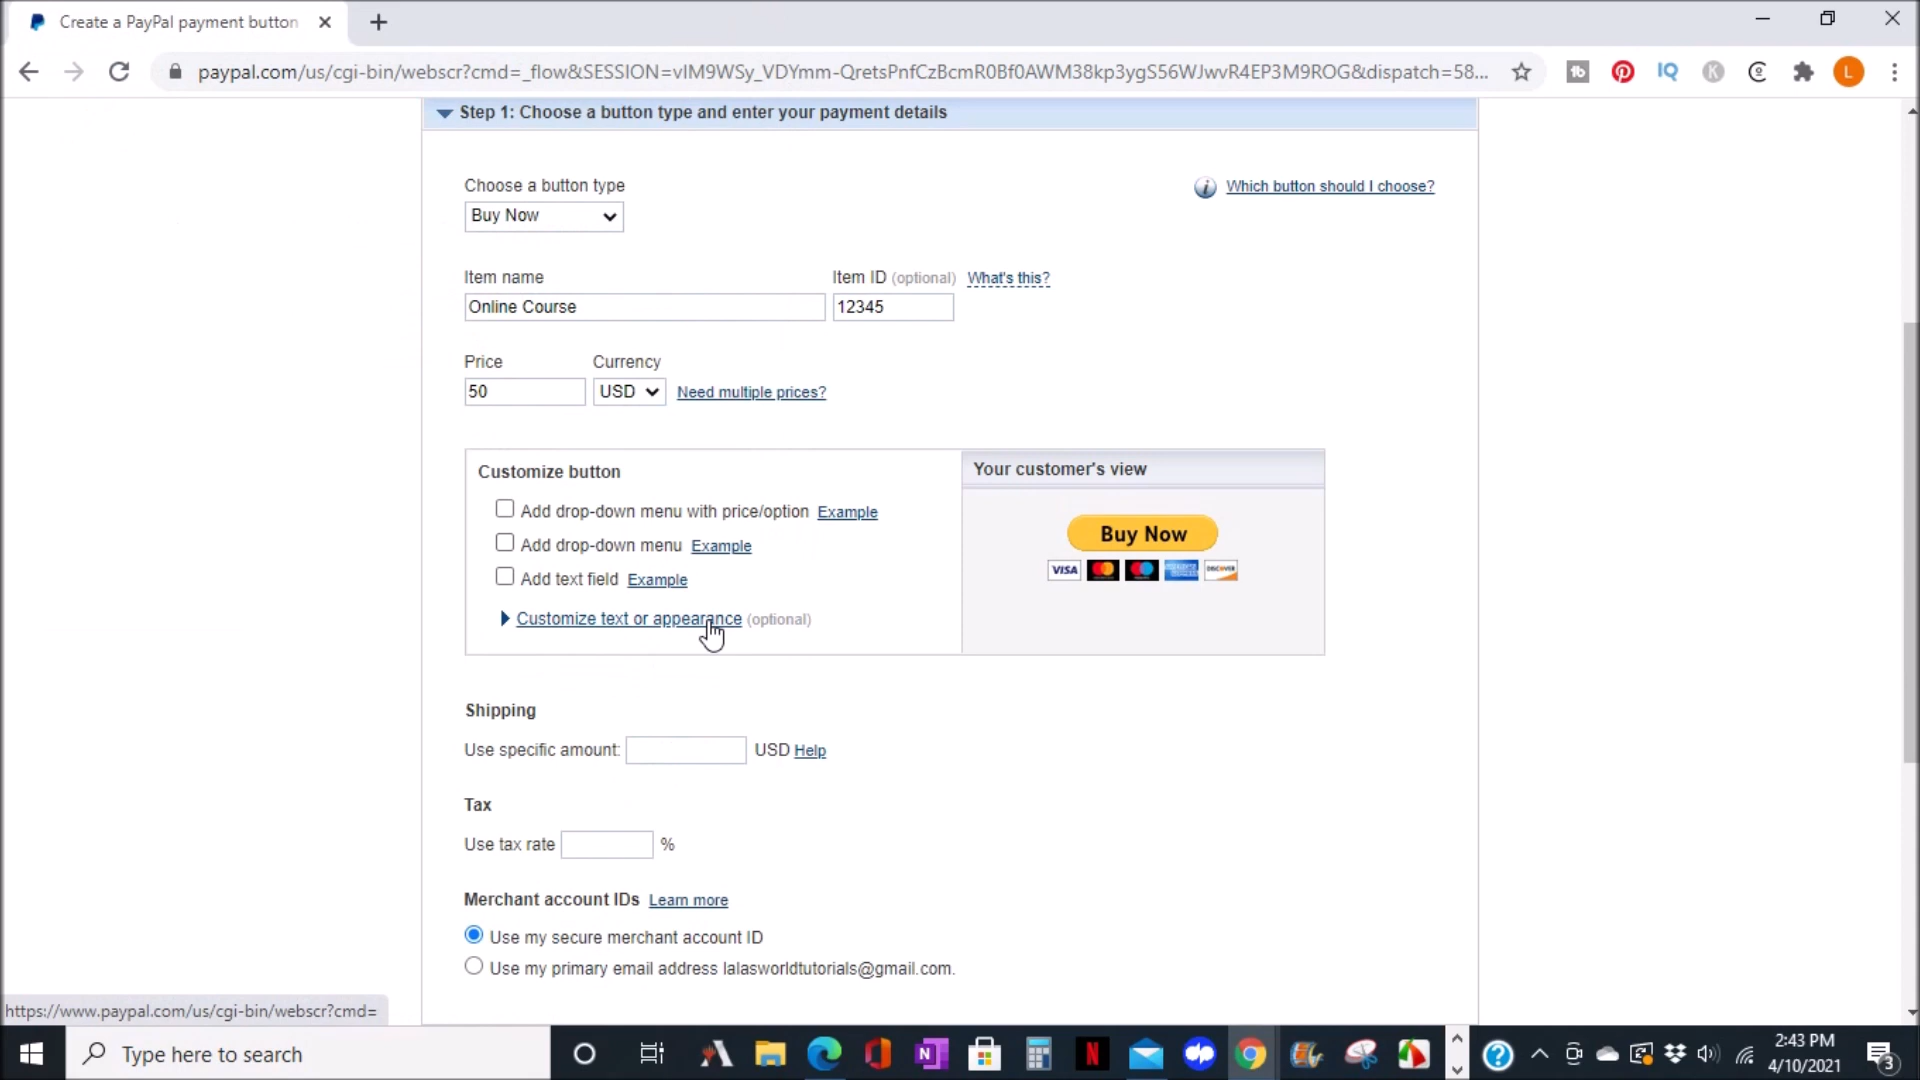 Create a PayPal payment button
paypal.com/us/cgi-bin/webscr?cmd=_flow&SESSION=vIM9WSy_VDYmm-QretsPnfCzBcmR0Bf0AWM38kp3ygS56WJwvR4EP3M9ROG&dispatch=58...
Step 1: Choose a button type and enter your payment details
Choose a button type
Which button should I choose?
Buy Now
Item name
Item ID (optional) What's this?
Online Course
12345
Price
Currency
50
USD
Need multiple prices?
Customize button
Your customer's view
Add drop-down menu with price/option Example
Add drop-down menu Example
Add text field Example
Customize text or appearance (optional)
Buy Now
VISA
DISCOVER
Shipping
Use specific amount: USD Help
Tax
Use tax rate %
Merchant account IDs Learn more
Use my secure merchant account ID
Use my primary email address lalasworldtutorials@gmail.com.
https://www.paypal.com/us/cgi-bin/webscr?cmd=
Type here to search
2:43 PM
4/10/2021
3